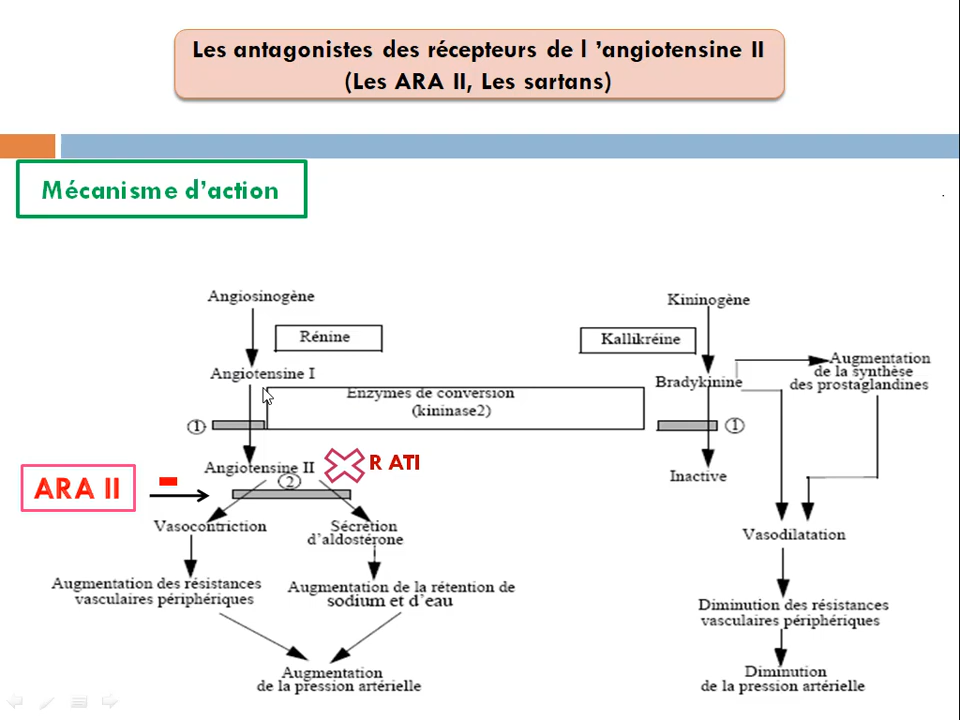 Les antagonistes des récepteurs de l ’angiotensine II
(Les ARA II, Les sartans)
Mécanisme d’action
Angiosinogène
Kininogène
Rénine
Kallikréine
Angiotensine I
Bradykinine
Augmentation
de la synthèse
des prostaglandines
Enzymes de conversion
(kininase2)
1
1
Angiotensine II
R ATI
Inactive
2
ARA II
-
Vasocontriction
Sécrétion
d’aldostérone
Vasodilatation
Augmentation des résistances
vasculaires périphériques
Augmentation de la rétention de
sodium et d’eau
Diminution des résistances
vasculaires périphériques
Augmentation
de la pression artérielle
Diminution
de la pression artérielle